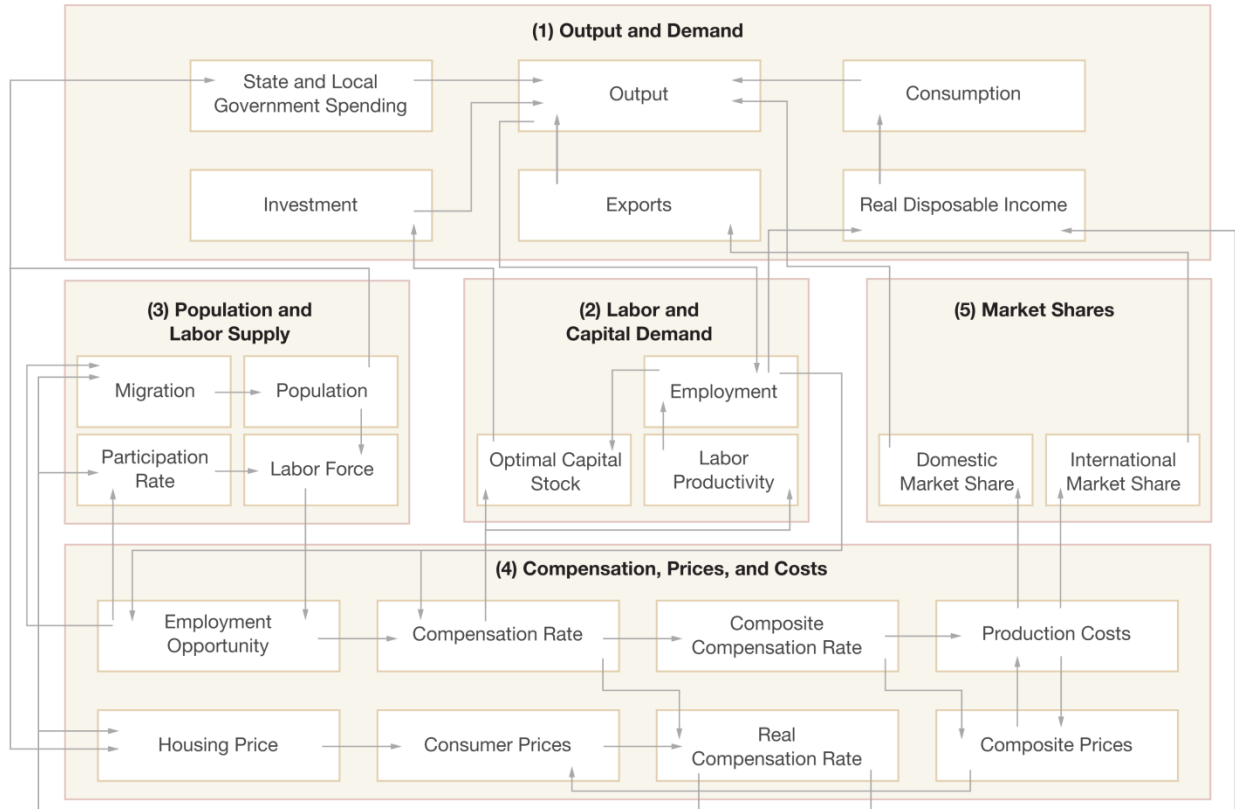 (1) Output and Demand
State and Local
Government Spending
Output
Consumption
Investment
Exports
Real Disposable Income
(3) Population and
Labor Supply
Migration
Population
Participation
Rate
Labor Force
(2) Labor and
Capital Demand
Employment
Optimal Capital
Stock
Labor
Productivity
(5) Market Shares
Domestic
Market Share
International
Market Share
(4) Compensation, Prices, and Costs
Employment
Opportunity
Compensation Rate
Composite
Compensation Rate
Production Costs
Housing Price
Consumer Prices
Real
Compensation Rate
Composite Prices